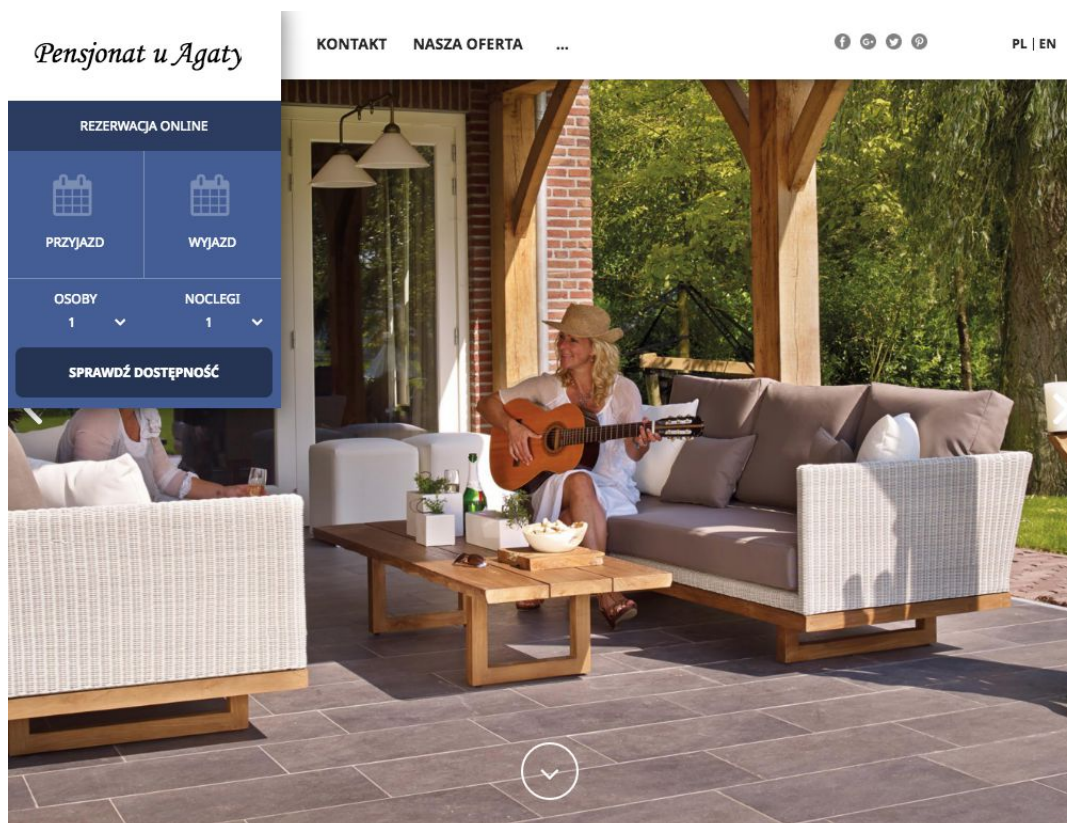 Pensjonat u Agaty
KONTAKT NASZA OFERTA ...
PL | EN
REZERWACJA ONLINE
PRZYJAZD WYJAZD
OSOBY NOCLEGI
1 1
SPRAWDŹ DOSTĘPNOŚĆ